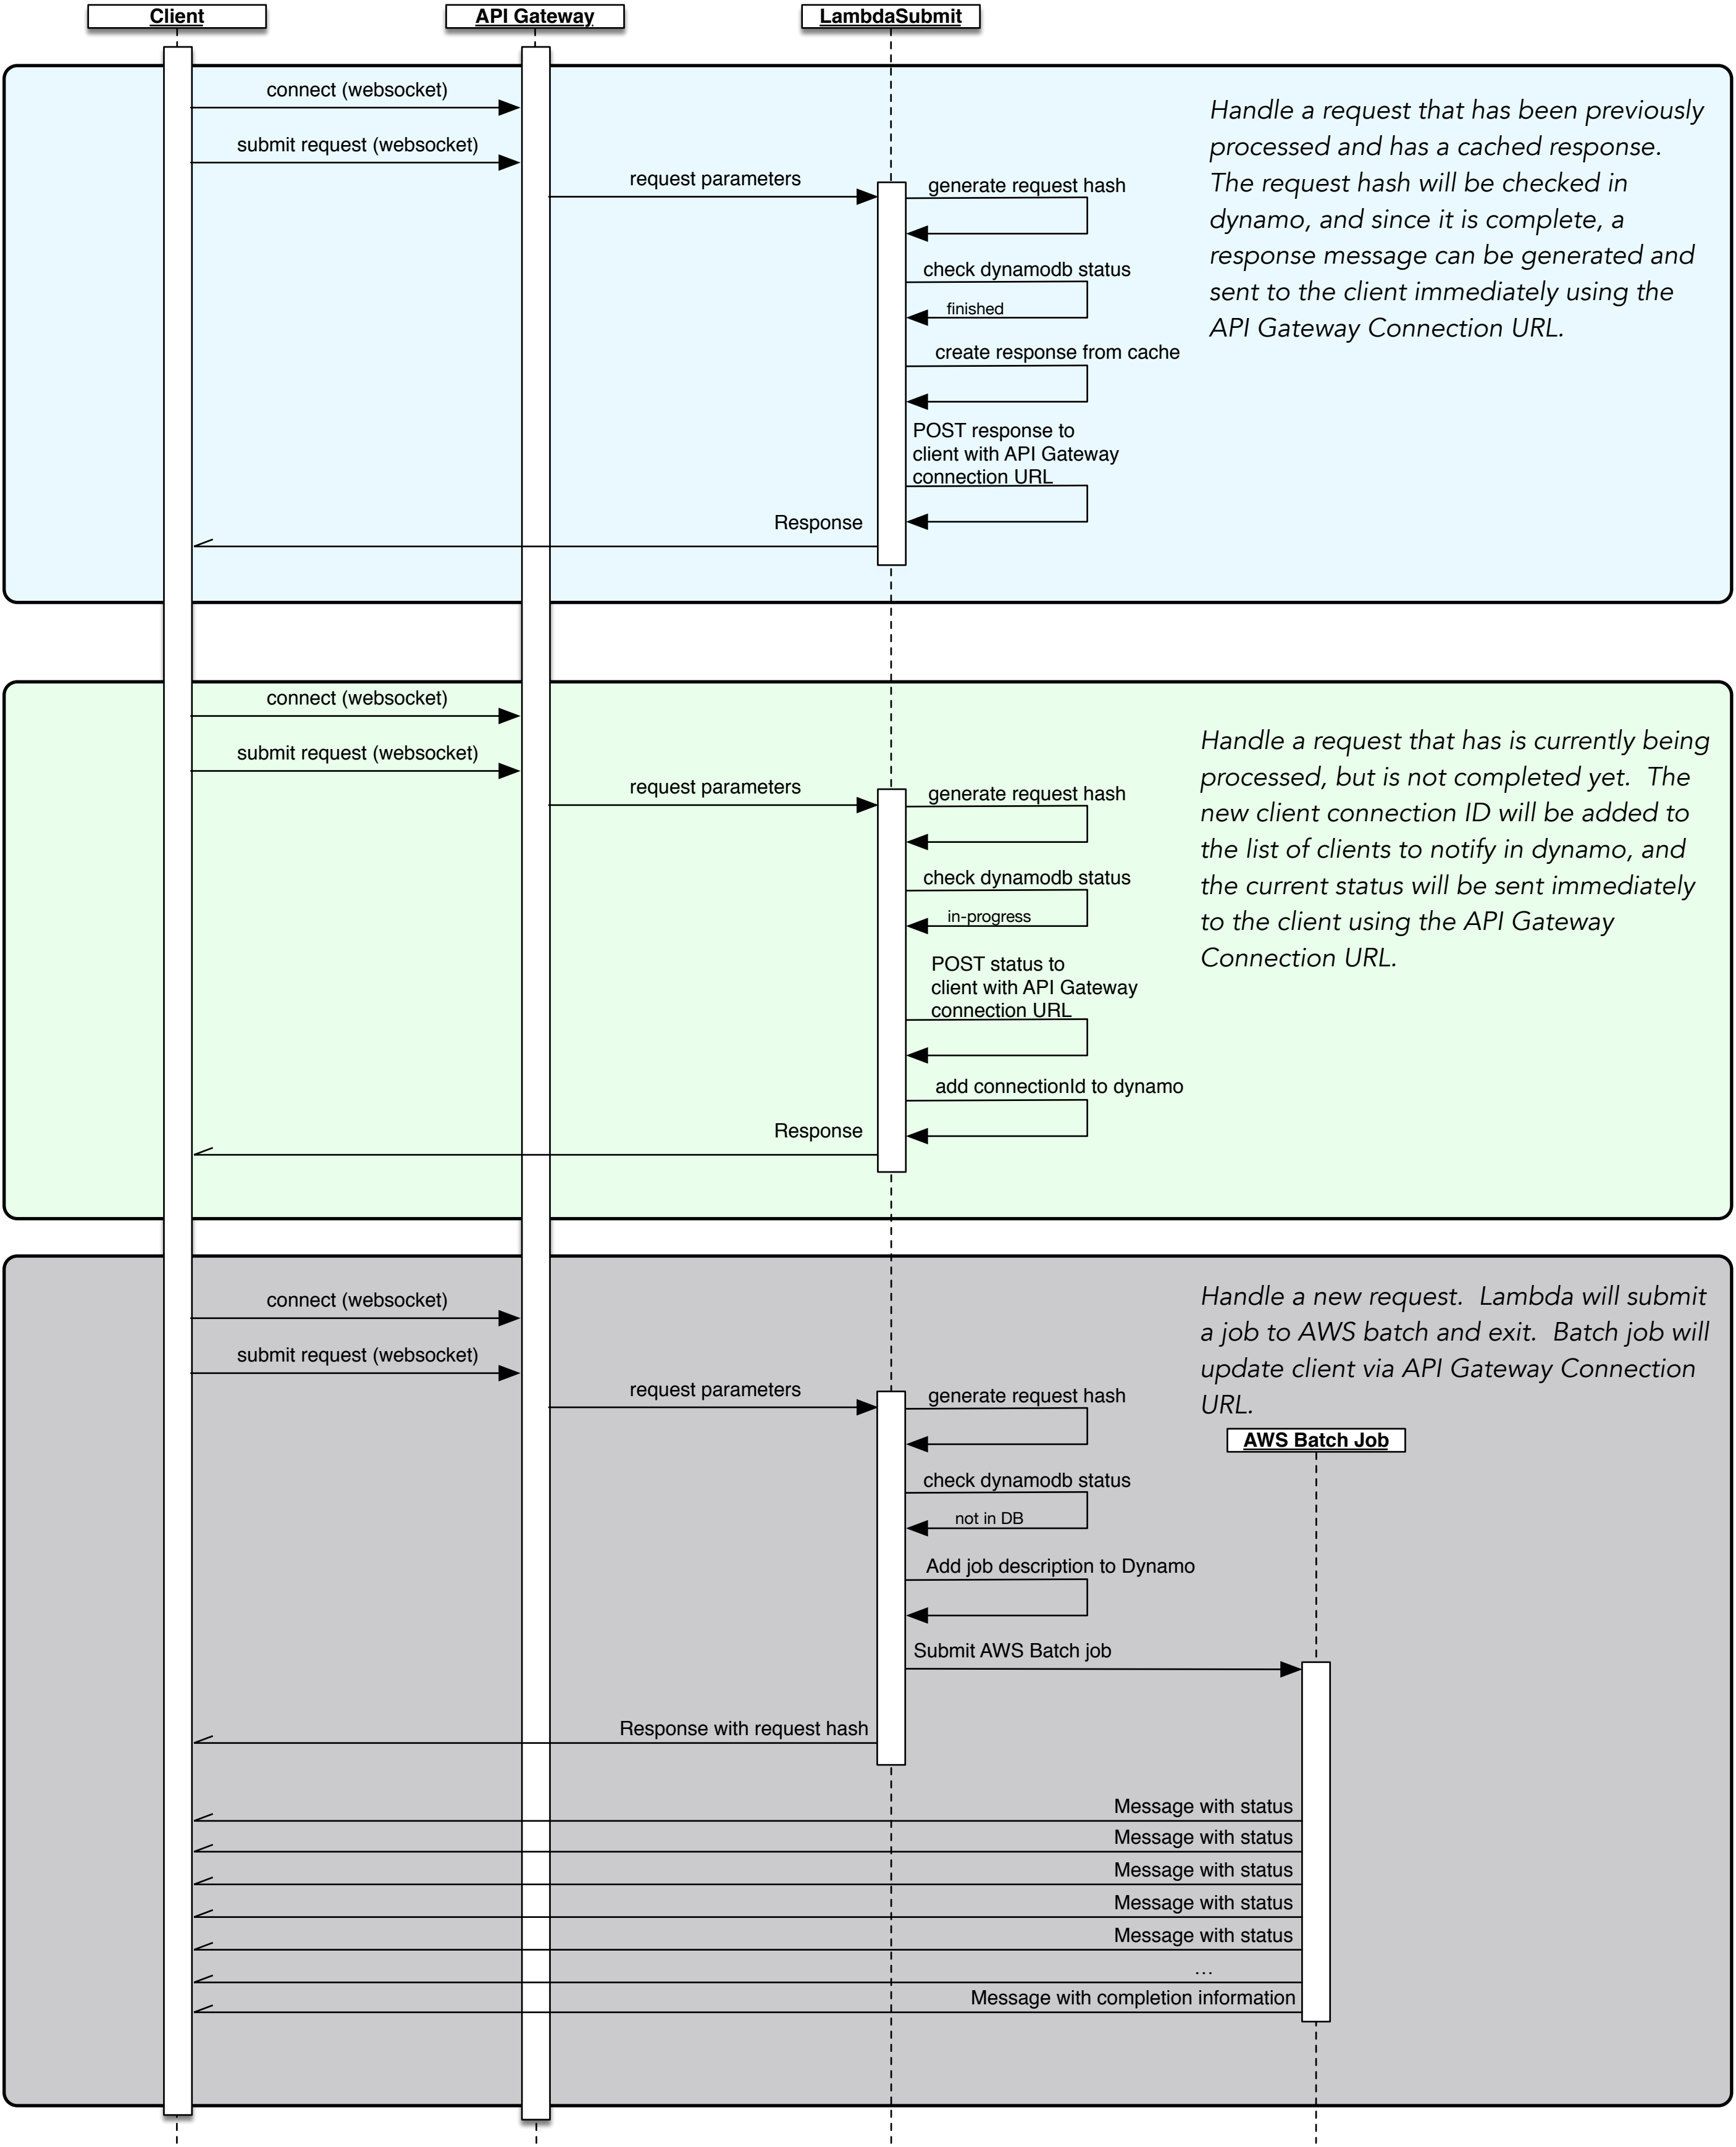 Client
API Gateway
LambdaSubmit
connect (websocket)
submit request (websocket)
request parameters
generate request hash
check dynamodb status
finished
create response from cache
POST response to
client with API Gateway
connection URL
Response
Handle a request that has been previously
processed and has a cached response.
The request hash will be checked in
dynamo, and since it is complete, a
response message can be generated and
sent to the client immediately using the
API Gateway Connection URL.
connect (websocket)
submit request (websocket)
request parameters
generate request hash
check dynamodb status
in-progress
POST status to
client with API Gateway
connection URL
add connectionId to dynamo
Response
Handle a request that has is currently being
processed, but is not completed yet.  The
new client connection ID will be added to
the list of clients to notify in dynamo, and
the current status will be sent immediately
to the client using the API Gateway
Connection URL.
connect (websocket)
submit request (websocket)
request parameters
generate request hash
check dynamodb status
not in DB
Add job description to Dynamo
Submit AWS Batch job
Response with request hash
Handle a new request.  Lambda will submit
a job to AWS batch and exit.  Batch job will
update client via API Gateway Connection
URL.
AWS Batch Job
Message with status
Message with status
Message with status
Message with status
Message with status
...
Message with completion information